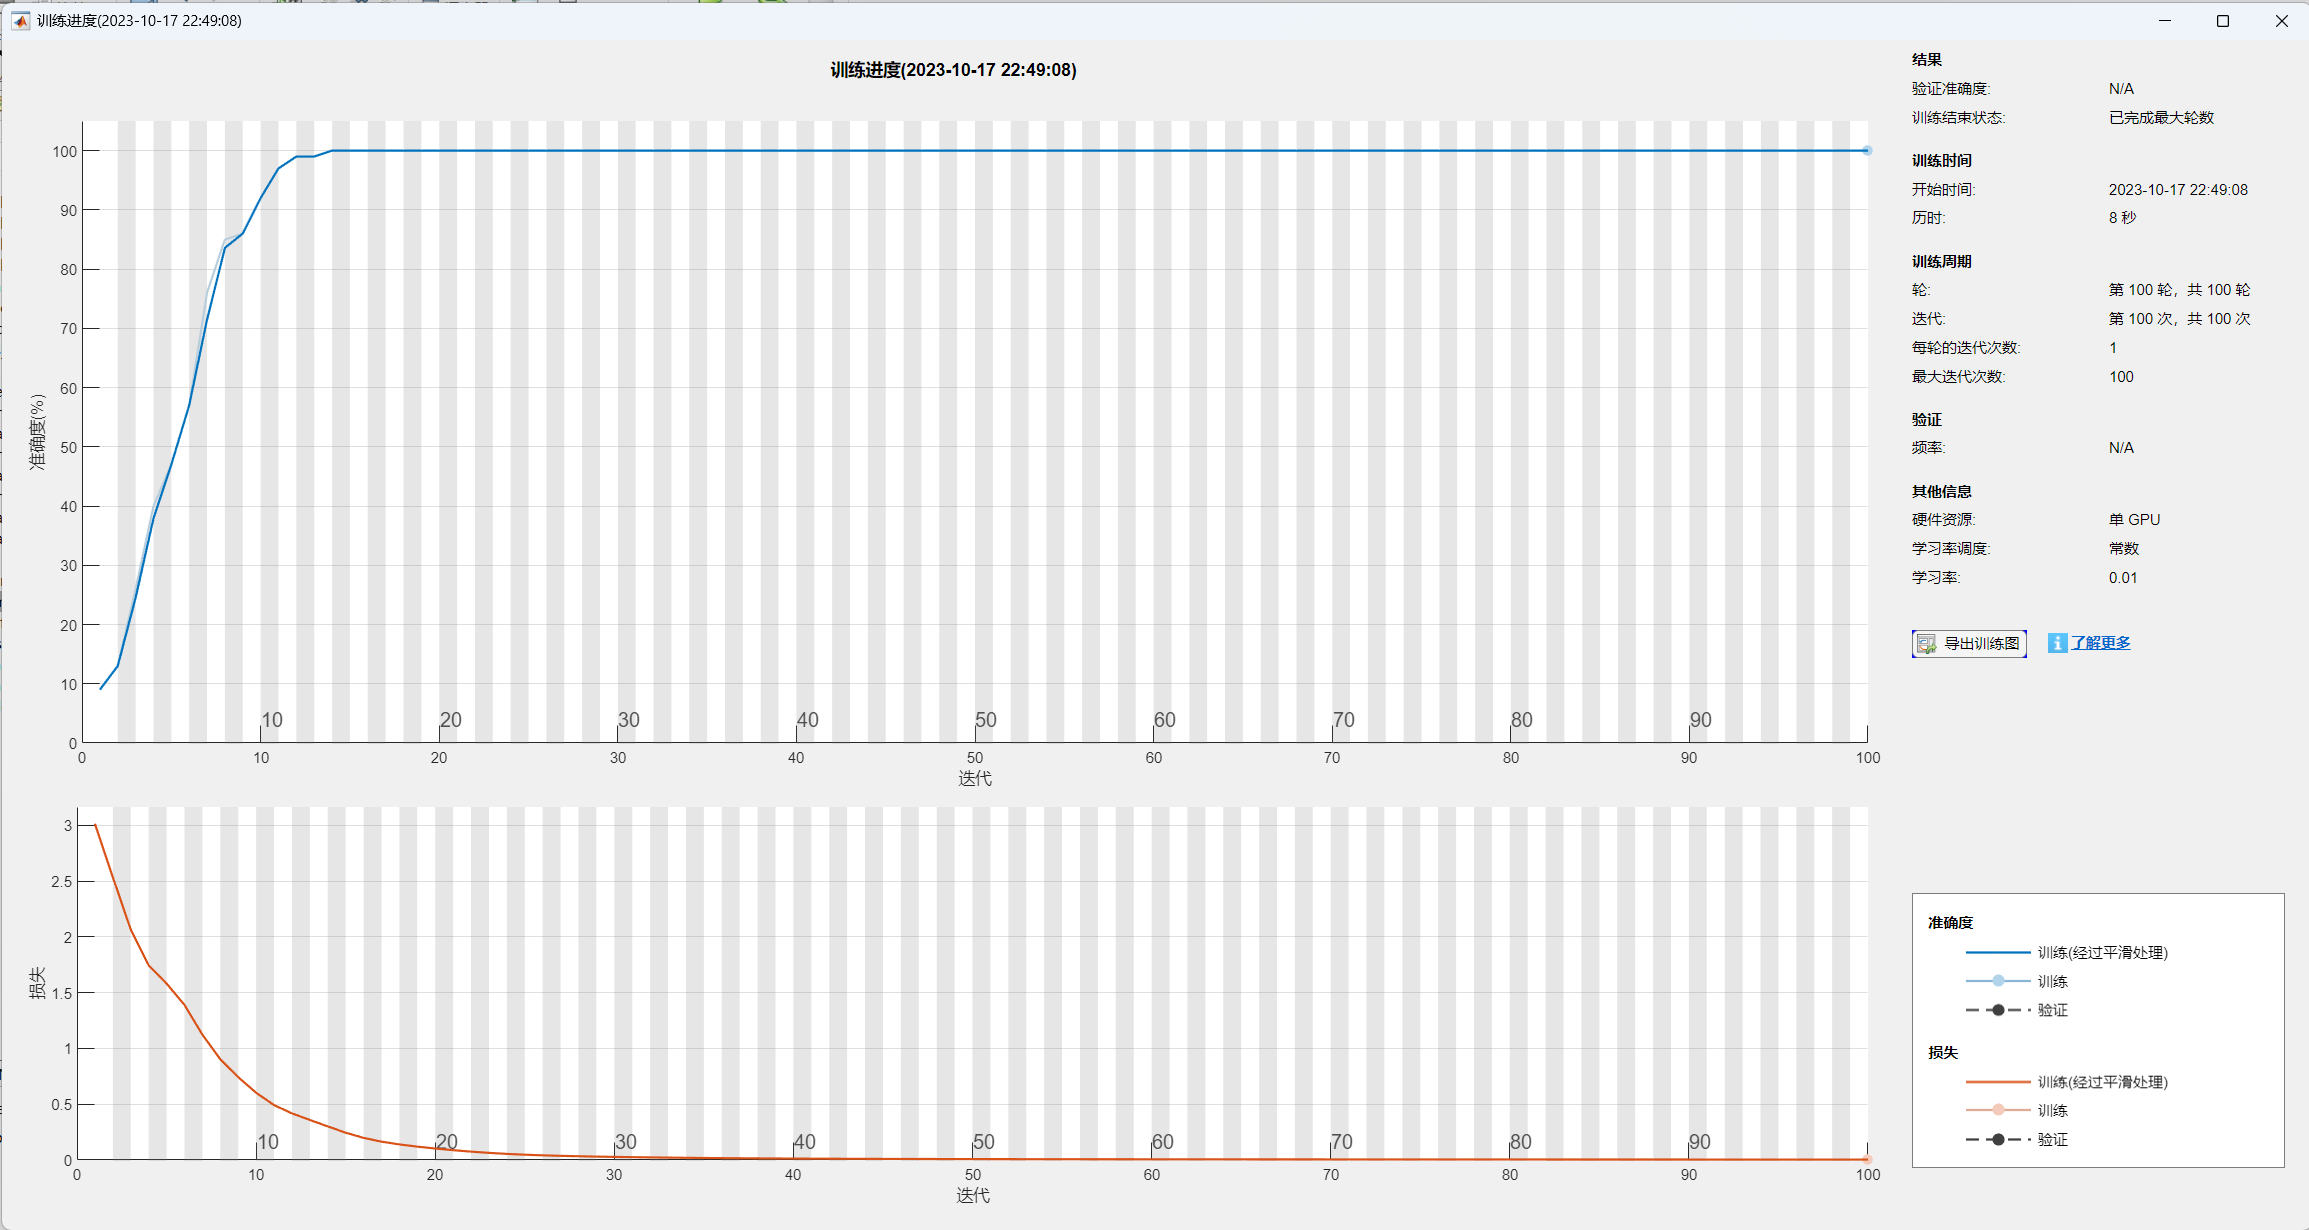 训练进度(2023-10-17 22:49:08)
训练进度(2023-10-17 22:49:08)
准确度(%)
100
90
80
70
60
50
40
30
20
10
0
10 20 30 40 50 60 70 80 90
0 10 20 30 40 50 60 70 80 90 100
迭代
损失
3
2.5
2
1.5
1
0.5
0
10 20 30 40 50 60 70 80 90
0 10 20 30 40 50 60 70 80 90 100
迭代
结果
验证准确度: N/A
训练结束状态: 已完成最大轮数
训练时间
开始时间: 2023-10-17 22:49:08
历时: 8 秒
训练周期
轮: 第 100 轮，共 100 轮
迭代: 第 100 次，共 100 次
每轮的迭代次数: 1
最大迭代次数: 100
验证
频率: N/A
其他信息
硬件资源: 单 GPU
学习率调度: 常数
学习率: 0.01
导出训练图 了解更多
准确度
训练(经过平滑处理)
训练
验证
损失
训练(经过平滑处理)
训练
验证